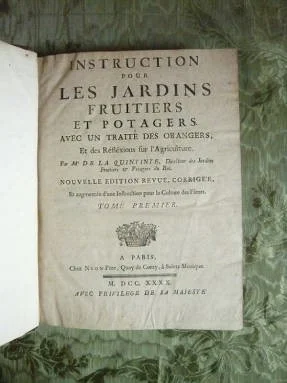 INSTRUCTION
POUR
LES JARDINS
FRUITIERS
ET POTAGERS.
AVEC UN TRAITÉ DES ORANGERS,
Et des Réfléxions sur l'Agriculture.
Par Mr DE LA QUINTINIE, Directeur des Jardins
Fruitiers & Potagers du Roi.
NOUVELLE EDITION REVUE, CORRIGÉE,
Et augmentée d'une Instruction pour la Culture des Fleurs.
TOME PREMIER.
A PARIS,
Chez NYON Pere, Quay de Conty, à Sainte Monique
M. DCC. XXXX.
AVEC PRIVILEGE DE SA MAJESTÉ